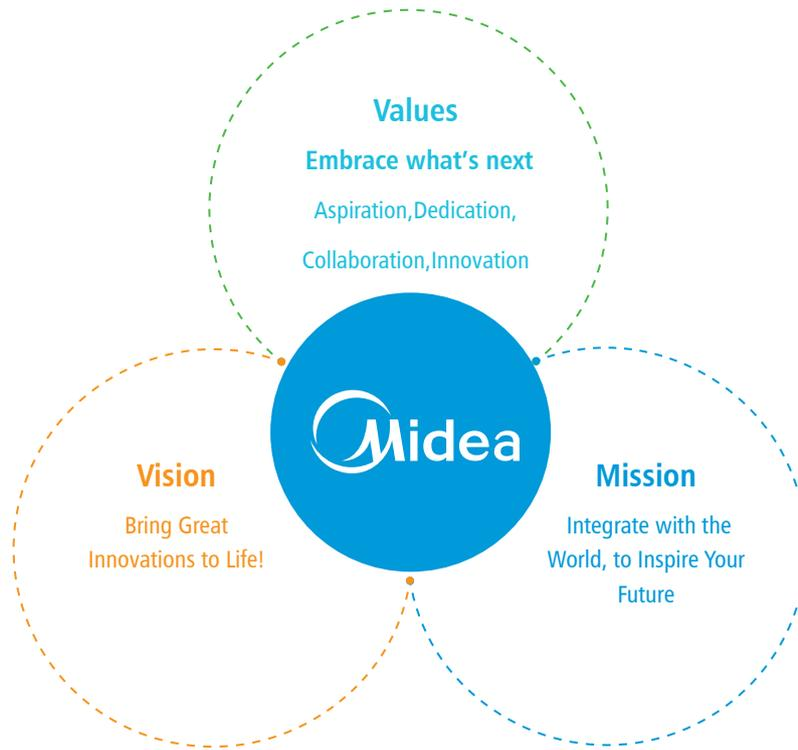 Values
Embrace what's next
Aspiration,Dedication,
Collaboration,Innovation
Midea
Vision
Bring Great
Innovations to Life!
Mission
Integrate with the
World, to Inspire Your
Future